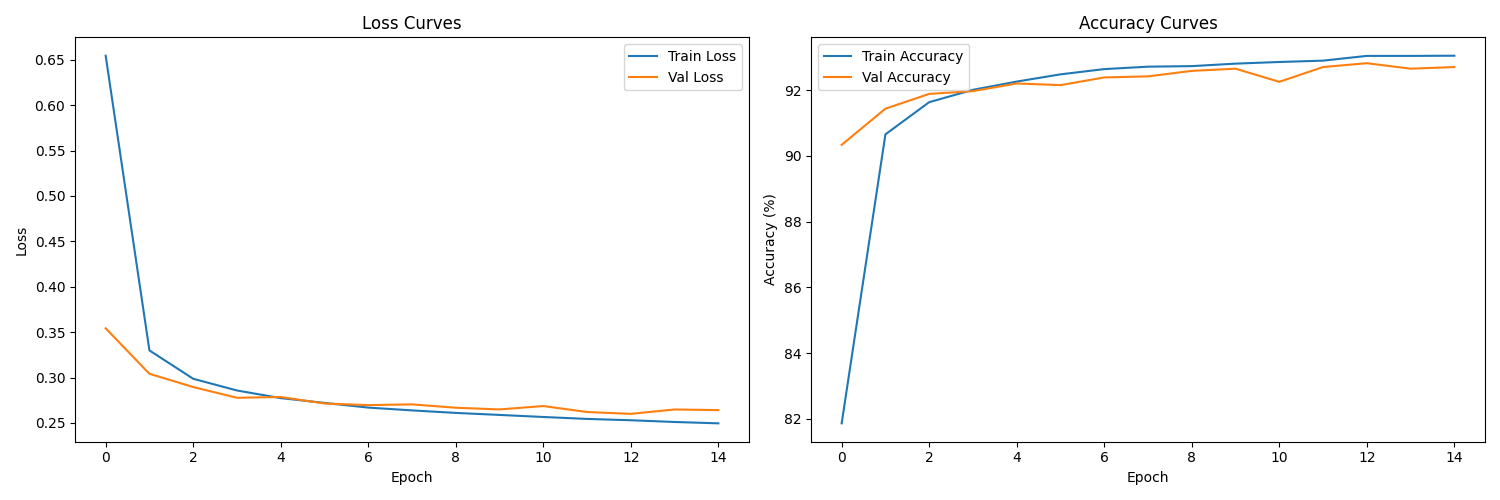 Loss Curves
Train Loss
Val Loss
0.65
0.60
0.55
0.50
0.45
0.40
0.35
0.30
0.25
Loss
0 2 4 6 8 10 12 14
Epoch
Accuracy Curves
Train Accuracy
Val Accuracy
92
90
88
86
84
82
Accuracy (%)
0 2 4 6 8 10 12 14
Epoch